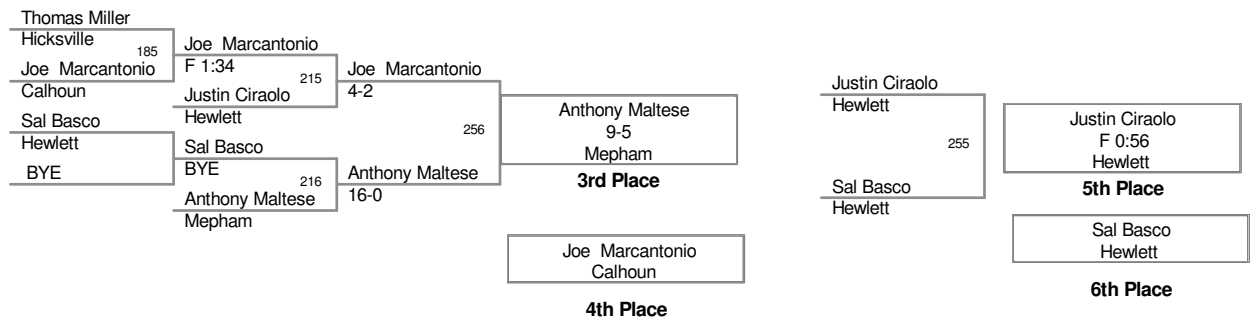 Thomas Miller
Hicksville
185
Joe Marcantonio
Calhoun
Sal Basco
Hewlett
BYE
Joe Marcantonio
F 1:34
215
Justin Ciraolo
Hewlett
Sal Basco
BYE
216
Anthony Maltese
Mepham
Joe Marcantonio
4-2
256
Anthony Maltese
16-0
Anthony Maltese
9-5
Mepham
3rd Place
Joe Marcantonio
Calhoun
4th Place
Justin Ciraolo
Hewlett
255
Sal Basco
Hewlett
Justin Ciraolo
F 0:56
Hewlett
5th Place
Sal Basco
Hewlett
6th Place